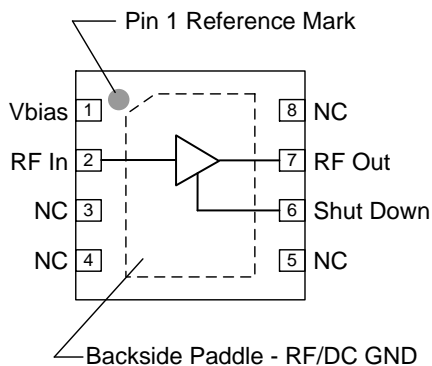 Pin 1 Reference Mark
Vbias 1
8 NC
RF In 2
7 RF Out
NC 3
6 Shut Down
NC 4
5 NC
Backside Paddle - RF/DC GND